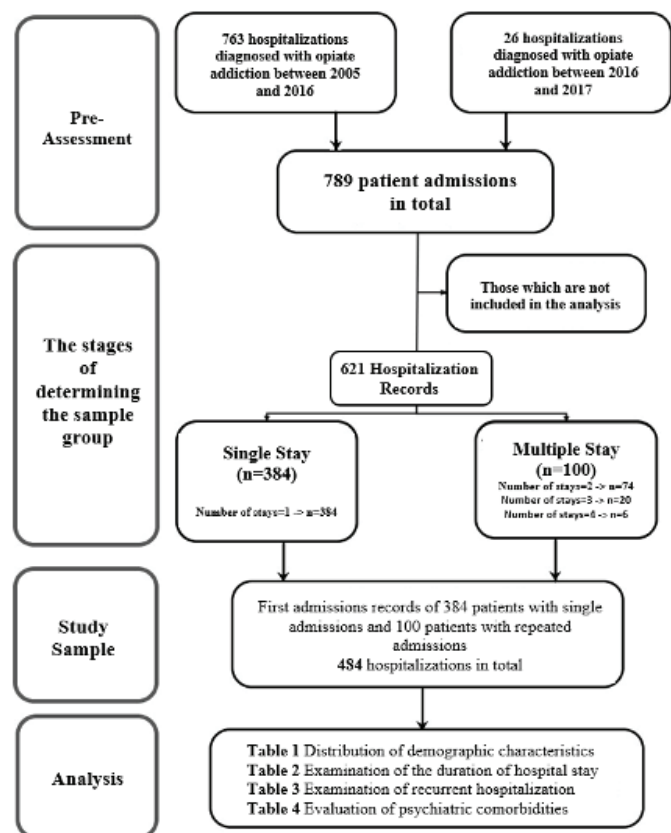 763 hospitalizations
diagnosed with opiate
addiction between 2005
and 2016
26 hospitalizations
diagnosed with opiate
addiction between 2016
and 2017
Pre-
Assessment
789 patient admissions
in total
Those which are not
included in the analysis
The stages
of
determining
the sample
group
621 Hospitalization
Records
Single Stay
(n=384)
Number of stays=1 -> n=384
Multiple Stay
(n=100)
Number of stays=2 -> n=74
Number of stays=3 -> n=20
Number of stays=4 -> n=6
Study
Sample
First admissions records of 384 patients with single
admissions and 100 patients with repeated
admissions
484 hospitalizations in total
Analysis
Table 1 Distribution of demographic characteristics
Table 2 Examination of the duration of hospital stay
Table 3 Examination of recurrent hospitalization
Table 4 Evaluation of psychiatric comorbidities